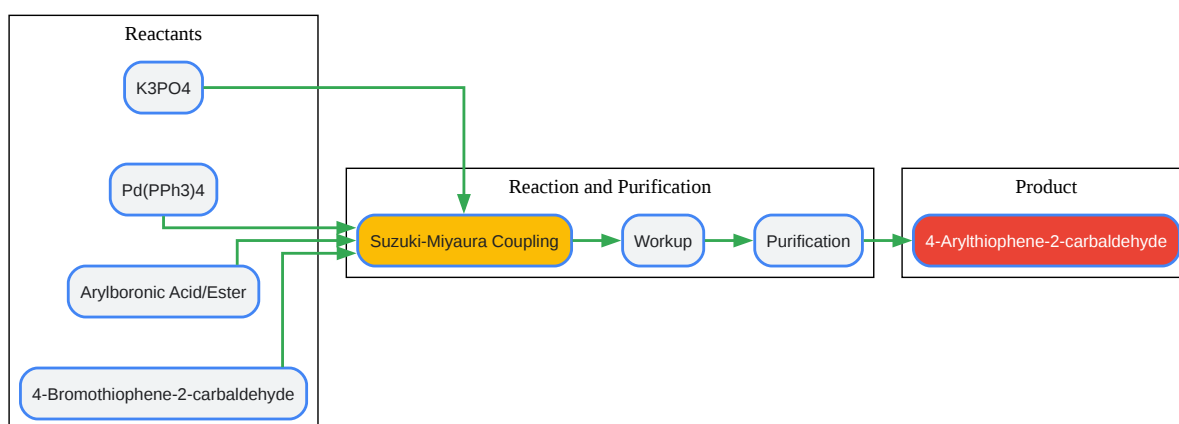 Reactants
K3PO4
Pd(PPh3)4
Arylboronic Acid/Ester
4-Bromothiophene-2-carbaldehyde
Reaction and Purification
Suzuki-Miyaura Coupling
Workup
Purification
Product
4-Arylthiophene-2-carbaldehyde